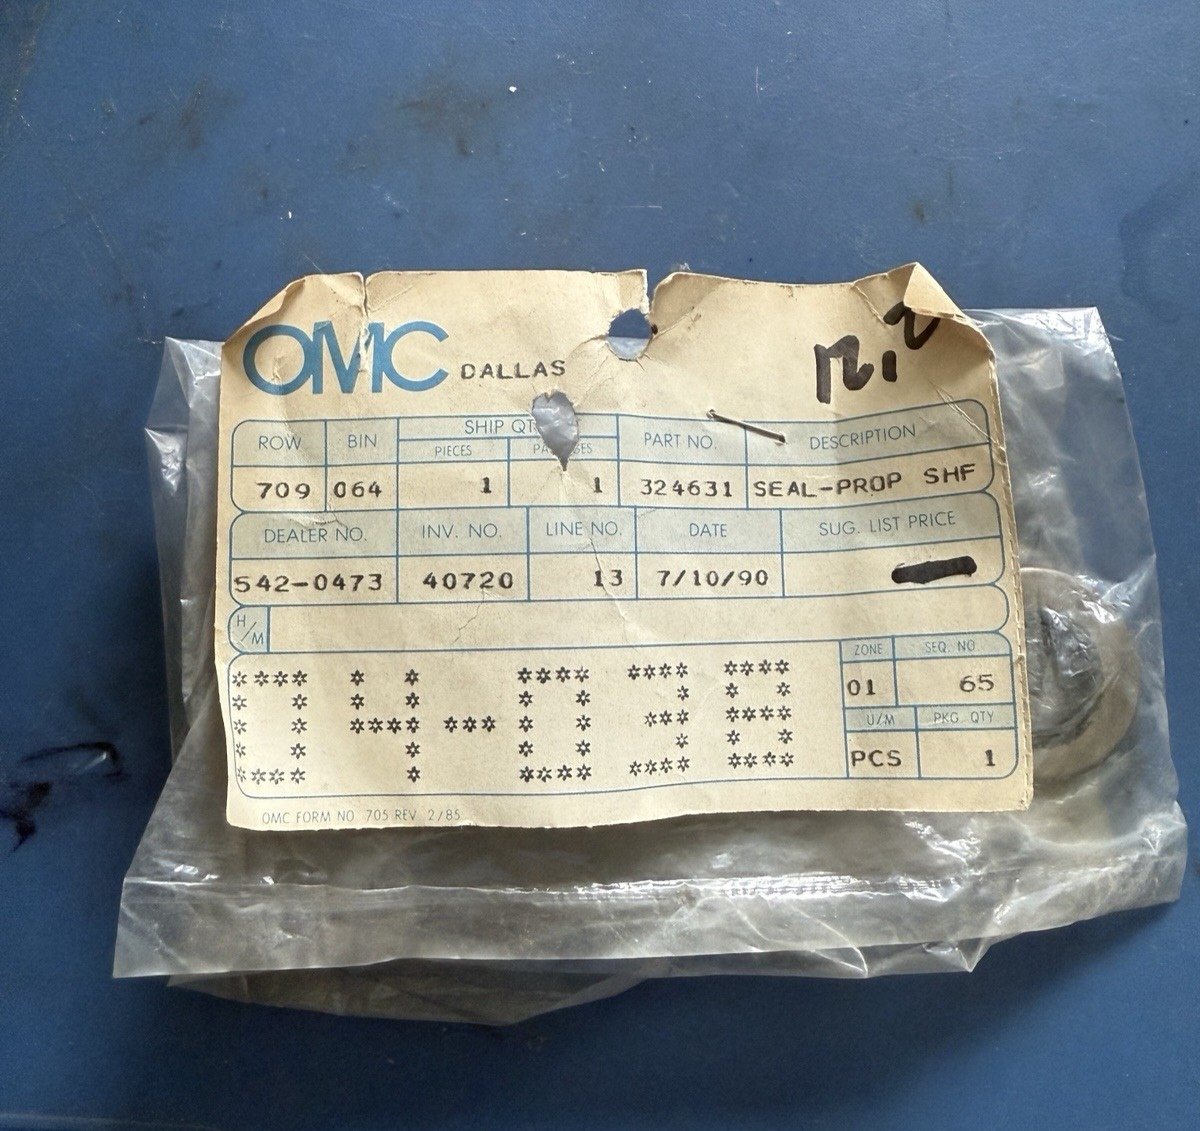 OMC DALLAS
ROW BIN SHIP PART NO. DESCRIPTION
PIECES
709 064 1 1 324631 SEAL-PROP SHF
DEALER NO. INV. NO. LINE NO. DATE SUG. LIST PRICE
542-0473 40720 13 7/10/90
H/M
04-038
ZONE SEQ. NO.
01 65
U/M PKG. QTY
PCS 1
OMC FORM NO 705 REV 2/85